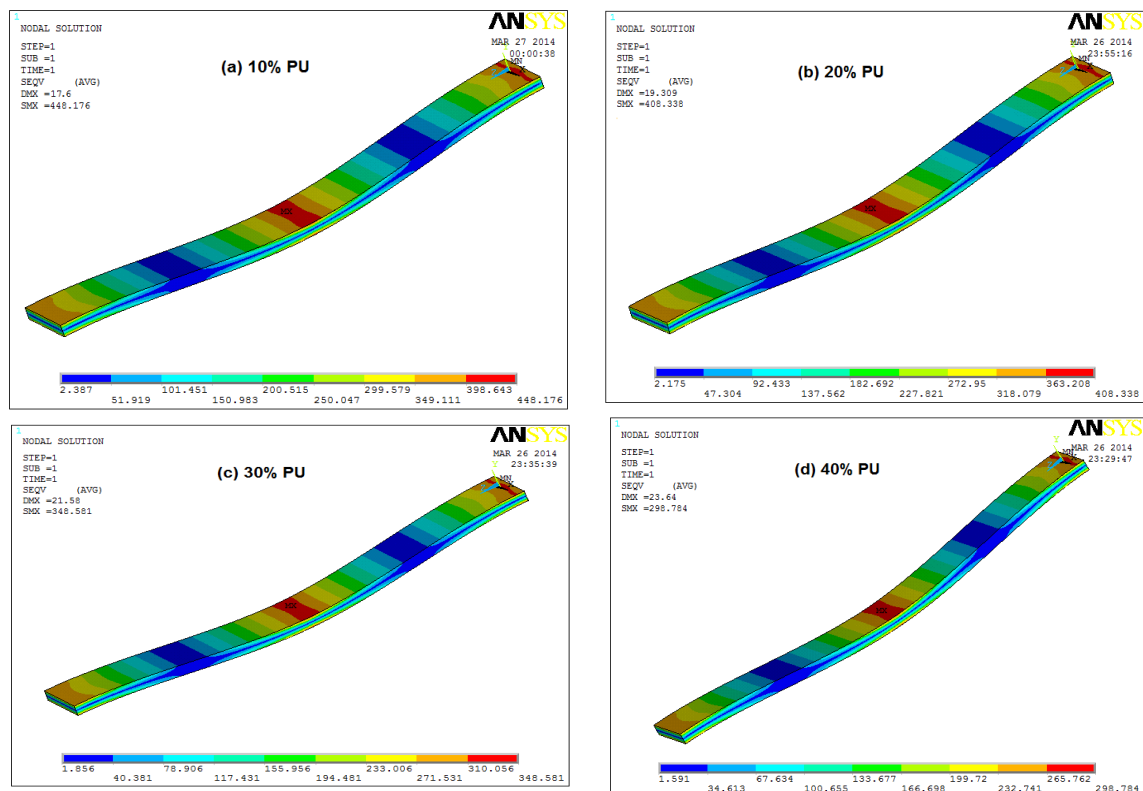 1
NODAL SOLUTION
STEP=1
SUB =1
TIME=1
SEQV (AVG)
DMX =17.6
SMX =448.176
ANSYS
MAR 27 2014
00:00:38
(a) 10% PU
Y
MN
X
MX
2.387 101.451 200.515 299.579 398.643
51.919 150.983 250.047 349.111 448.176
1
NODAL SOLUTION
STEP=1
SUB =1
TIME=1
SEQV (AVG)
DMX =19.309
SMX =408.338
ANSYS
MAR 26 2014
23:55:16
(b) 20% PU
Y
MN
X
MX
2.175 92.433 182.692 272.95 363.208
47.304 137.562 227.821 318.079 408.338
1
NODAL SOLUTION
STEP=1
SUB =1
TIME=1
SEQV (AVG)
DMX =21.58
SMX =348.581
ANSYS
MAR 26 2014
23:35:39
(c) 30% PU
Y
MN
X
MX
1.856 78.906 155.956 233.006 310.056
40.381 117.431 194.481 271.531 348.581
1
NODAL SOLUTION
STEP=1
SUB =1
TIME=1
SEQV (AVG)
DMX =23.64
SMX =298.784
ANSYS
MAR 26 2014
23:29:47
(d) 40% PU
Y
MN
X
MX
1.591 67.634 133.677 199.72 265.762
34.613 100.655 166.698 232.741 298.784